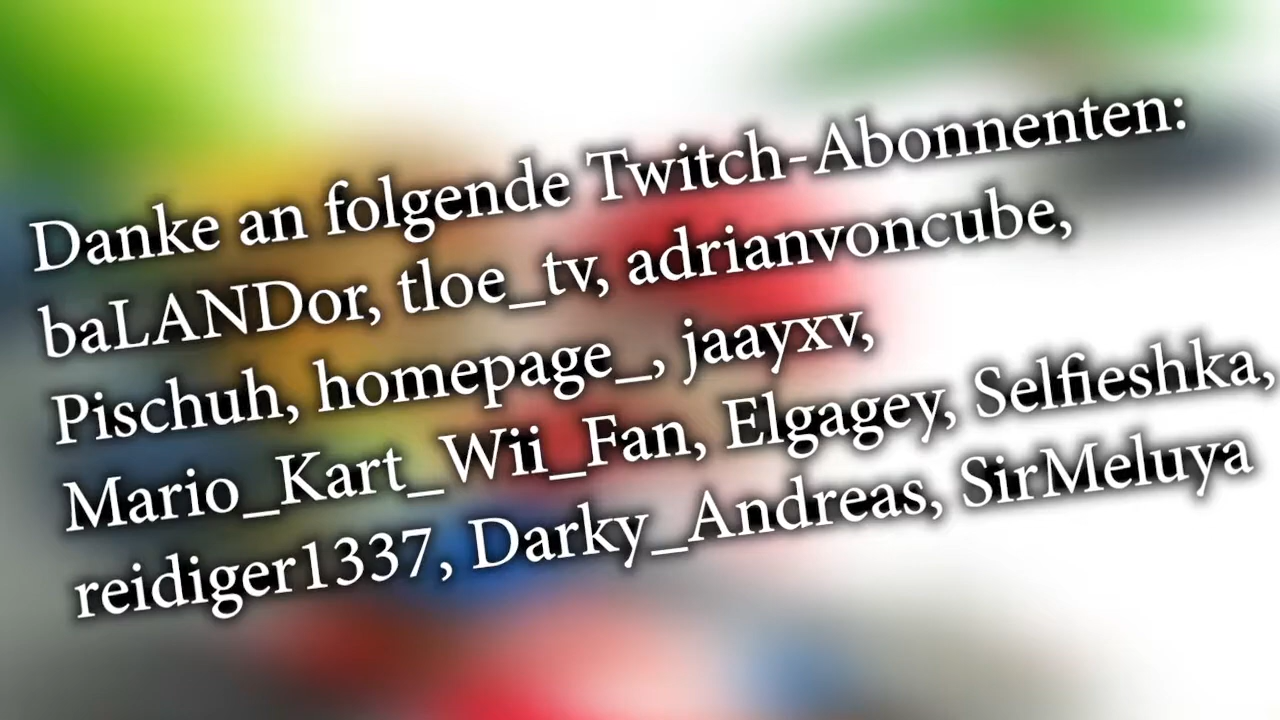 Danke an folgende Twitch-Abonnenten:
baLANDor, tloe_tv, adrianvoncube,
Pischuh, homepage_, jaayxv,
Mario_Kart_Wii_Fan, Elgagey, Selfieshka,
reidiger1337, Darky_Andreas, SirMeluya